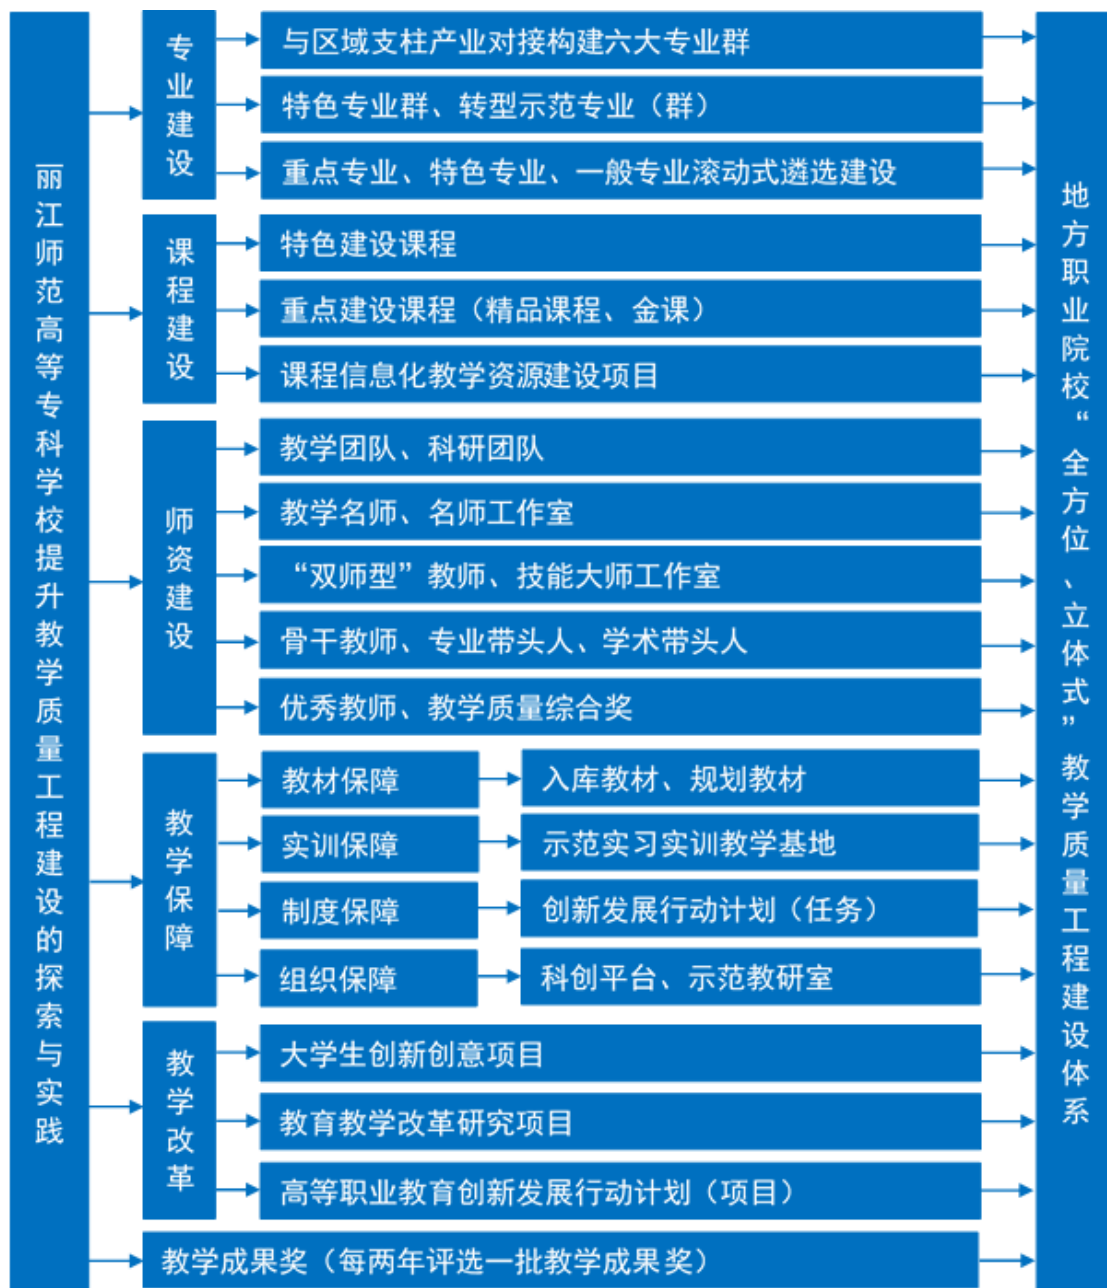 丽江师范高等专科学校提升教学质量工程建设的探索与实践
专业建设
与区域支柱产业对接构建六大专业群
特色专业群、转型示范专业（群）
重点专业、特色专业、一般专业滚动式遴选建设
课程建设
特色建设课程
重点建设课程（精品课程、金课）
课程信息化教学资源建设项目
师资建设
教学团队、科研团队
教学名师、名师工作室
“双师型”教师、技能大师工作室
骨干教师、专业带头人、学术带头人
优秀教师、教学质量综合奖
教学保障
教材保障
入库教材、规划教材
实训保障
示范实习实训教学基地
制度保障
创新发展行动计划（任务）
组织保障
科创平台、示范教研室
教学改革
大学生创新创意项目
教育教学改革研究项目
高等职业教育创新发展行动计划（项目）
教学成果奖（每两年评选一批教学成果奖）
地方职业院校“全方位、立体式”教学质量工程建设体系